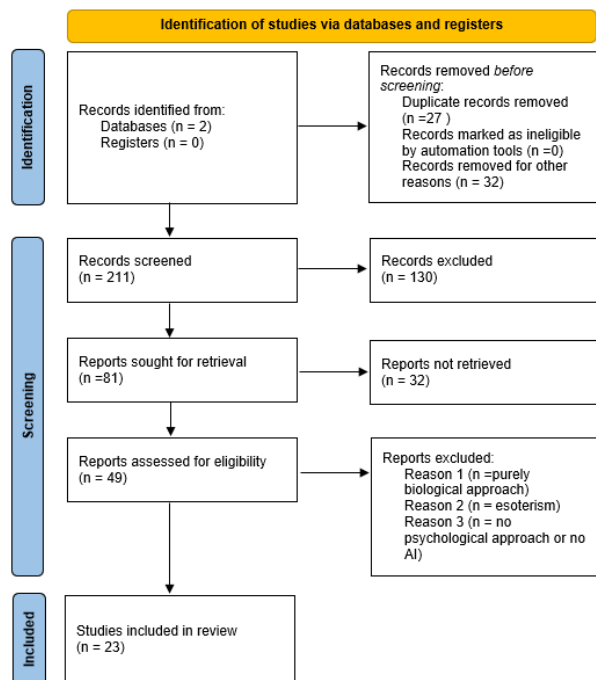 Identification of studies via databases and registers
Identification
Records identified from:
Databases (n = 2)
Registers (n = 0)
Records removed before
screening:
Duplicate records removed
(n =27 )
Records marked as ineligible
by automation tools (n =0)
Records removed for other
reasons (n = 32)
Screening
Records screened
(n = 211)
Records excluded
(n = 130)
Reports sought for retrieval
(n =81)
Reports not retrieved
(n = 32)
Reports assessed for eligibility
(n = 49)
Reports excluded:
Reason 1 (n =purely
biological approach)
Reason 2 (n = esoterism)
Reason 3 (n = no
psychological approach or no
AI)
Included
Studies included in review
(n = 23)